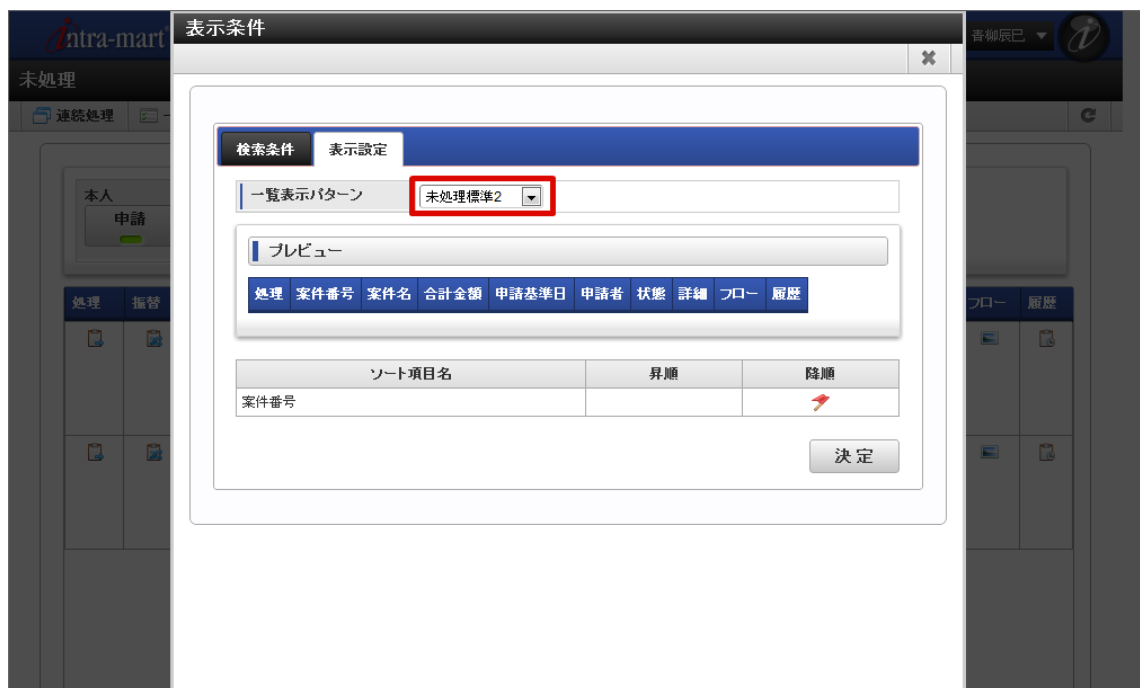 intra-mart
表示条件
青柳辰巳
未処理
連続処理
検索条件
表示設定
一覧表示パターン
未処理標準2
本人
申請
プレビュー
処理 案件番号 案件名 合計金額 申請基準日 申請者 状態 詳細 フロー 履歴
処理 振替
フロー 履歴
ソート項目名 昇順 降順
案件番号
決定